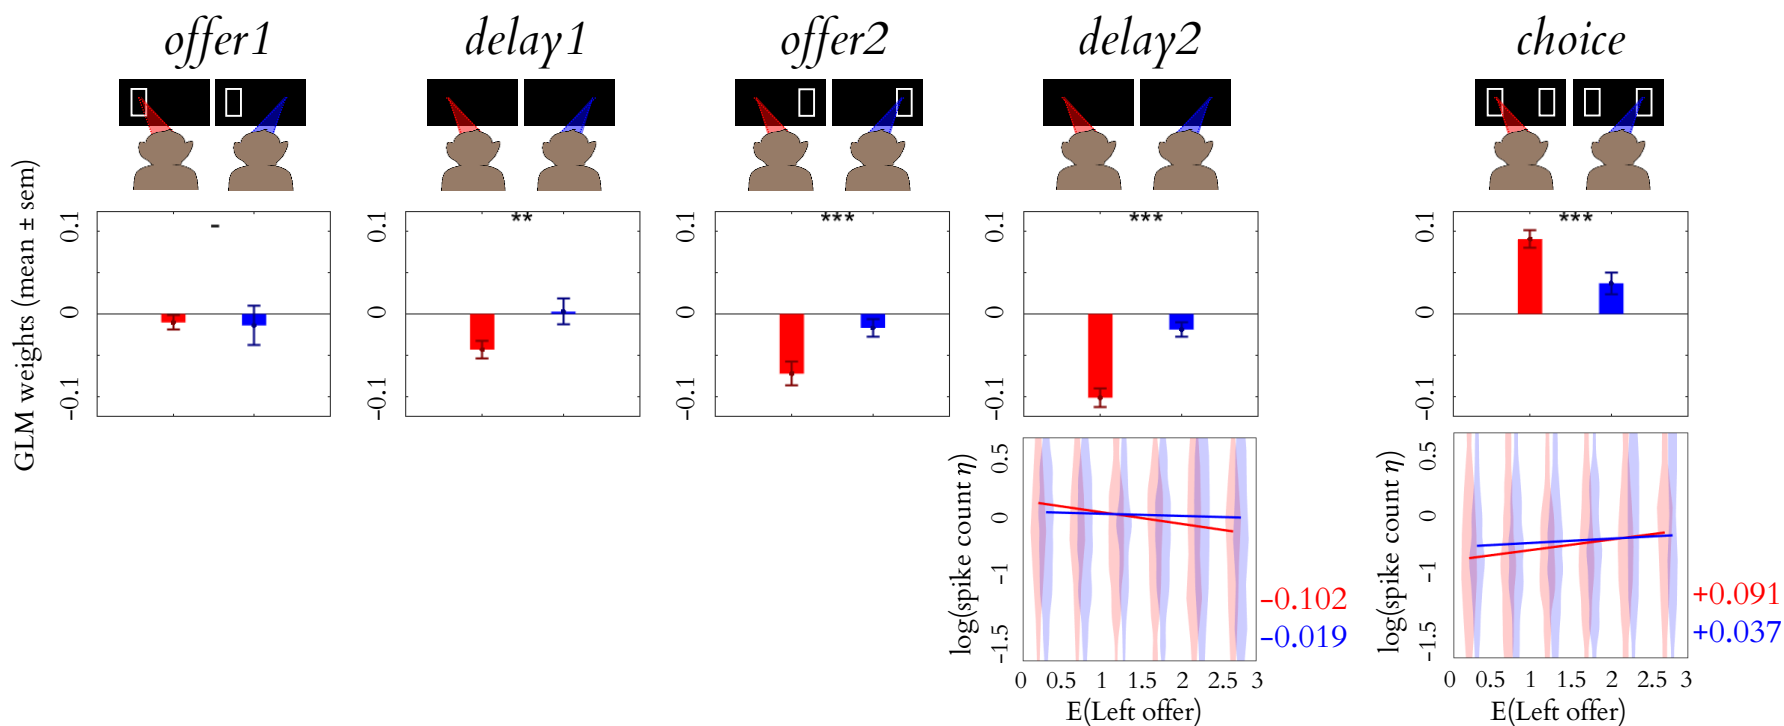 offer1 delay1 offer2 delay2 choice
GLM weights (mean ± sem)
0.1 0 -0.1
-
0.1 0 -0.1
**
0.1 0 -0.1
***
0.1 0 -0.1
***
0.1 0 -0.1
***
log(spike count η)
0.5 0 -1 -1.5
-0.102
-0.019
0 0.5 1 1.5 2 2.5 3
E(Left offer)
log(spike count η)
0.5 0 -1 -1.5
+0.091
+0.037
0 0.5 1 1.5 2 2.5 3
E(Left offer)